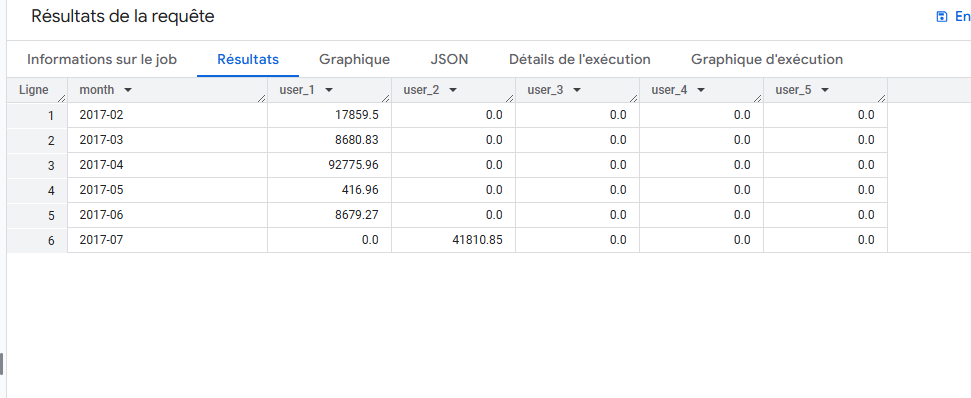 Résultats de la requête
En
Informations sur le job Résultats Graphique JSON Détails de l'exécution Graphique d'exécution
Ligne month user_1 user_2 user_3 user_4 user_5
1 2017-02 17859.5 0.0 0.0 0.0 0.0
2 2017-03 8680.83 0.0 0.0 0.0 0.0
3 2017-04 92775.96 0.0 0.0 0.0 0.0
4 2017-05 416.96 0.0 0.0 0.0 0.0
5 2017-06 8679.27 0.0 0.0 0.0 0.0
6 2017-07 0.0 41810.85 0.0 0.0 0.0